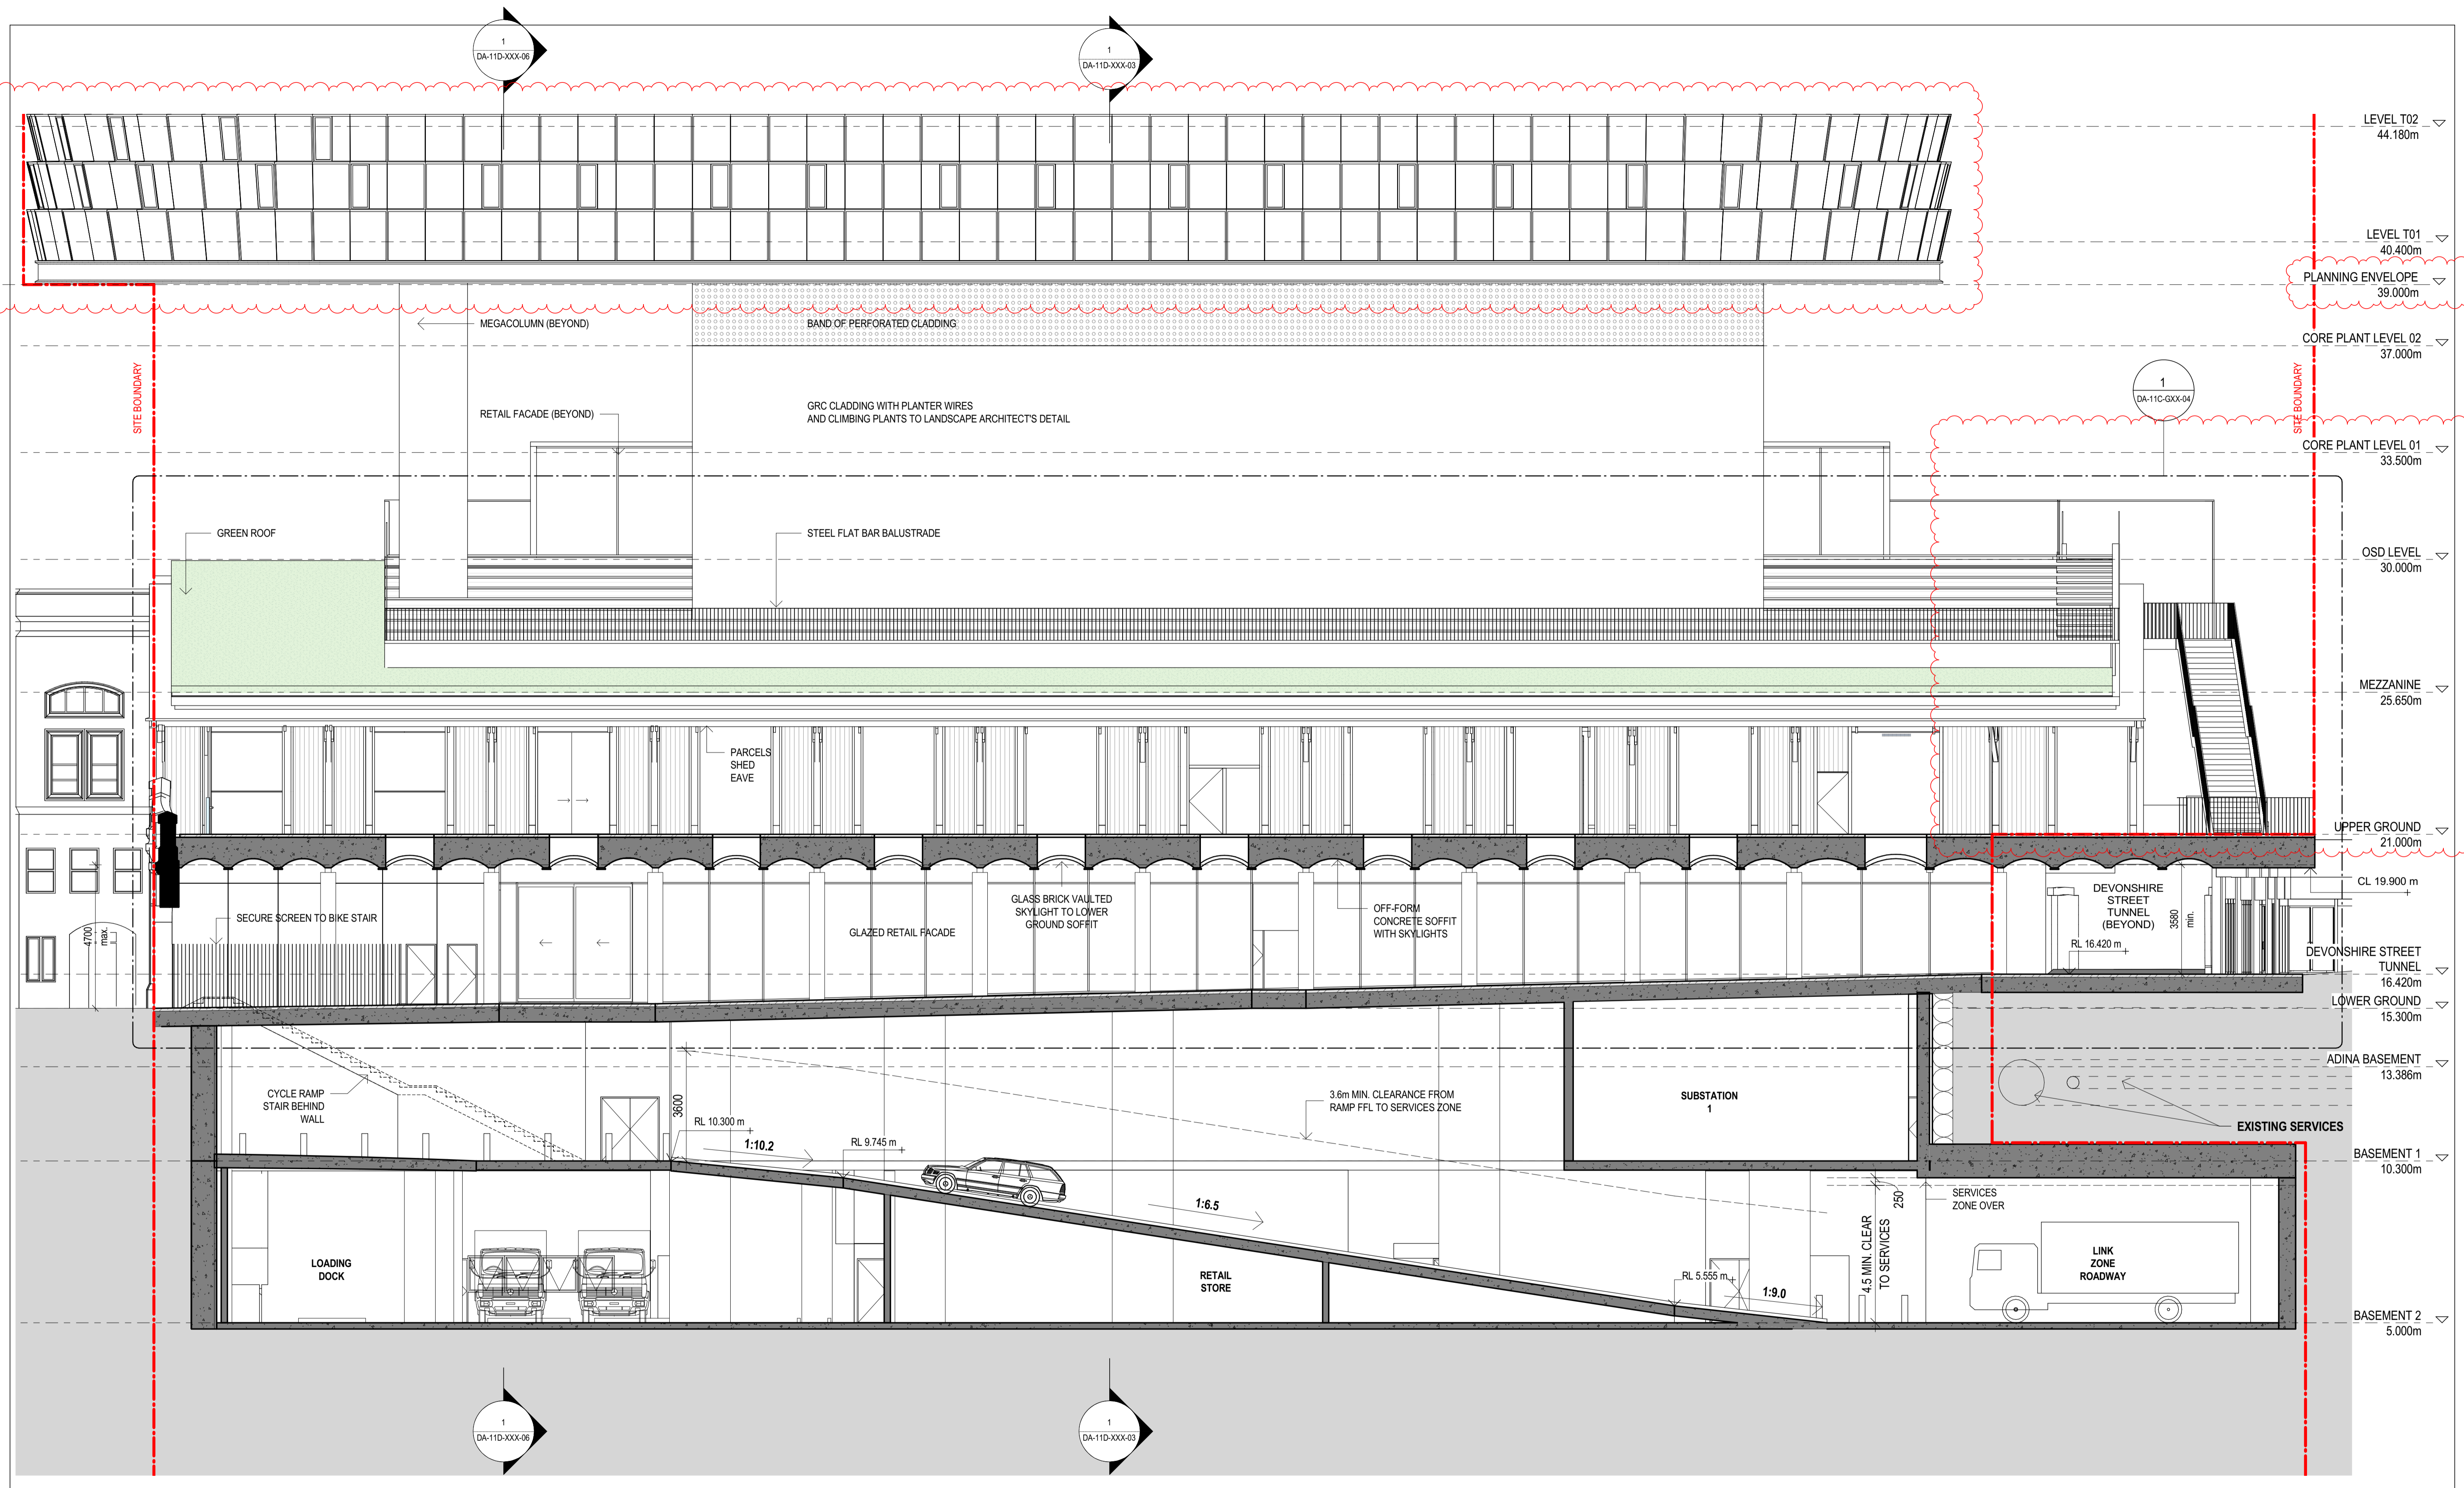 1
DA-11D-XXX-06
1
DA-11D-XXX-03
LEVEL T02
44.180m
LEVEL T01
40.400m
PLANNING ENVELOPE
39.000m
MEGACOLUMN (BEYOND)
BAND OF PERFORATED CLADDING
CORE PLANT LEVEL 02
37.000m
SITE BOUNDARY
SITE BOUNDARY
1
DA-11C-GXX-04
RETAIL FACADE (BEYOND)
GRC CLADDING WITH PLANTER WIRES
AND CLIMBING PLANTS TO LANDSCAPE ARCHITECT'S DETAIL
CORE PLANT LEVEL 01
33.500m
GREEN ROOF
STEEL FLAT BAR BALUSTRADE
OSD LEVEL
30.000m
MEZZANINE
25.650m
PARCELS
SHED
EAVE
UPPER GROUND
21.000m
CL 19.900 m
DEVONSHIRE
STREET
TUNNEL
(BEYOND)
3580
min.
RL 16.420 m
GLASS BRICK VAULTED
SKYLIGHT TO LOWER
GROUND SOFFIT
OFF-FORM
CONCRETE SOFFIT
WITH SKYLIGHTS
SECURE SCREEN TO BIKE STAIR
GLAZED RETAIL FACADE
4700
max.
DEVONSHIRE STREET
TUNNEL
16.420m
LOWER GROUND
15.300m
ADINA BASEMENT
13.386m
CYCLE RAMP
STAIR BEHIND
WALL
3600
3.6m MIN. CLEARANCE FROM
RAMP FFL TO SERVICES ZONE
SUBSTATION
1
EXISTING SERVICES
RL 10.300 m
1:10.2
RL 9.745 m
BASEMENT 1
10.300m
1:6.5
4.5 MIN. CLEAR
TO SERVICES
250
SERVICES
ZONE OVER
LOADING
DOCK
RETAIL
STORE
RL 5.555 m
1:9.0
LINK
ZONE
ROADWAY
BASEMENT 2
5.000m
1
DA-11D-XXX-06
1
DA-11D-XXX-03